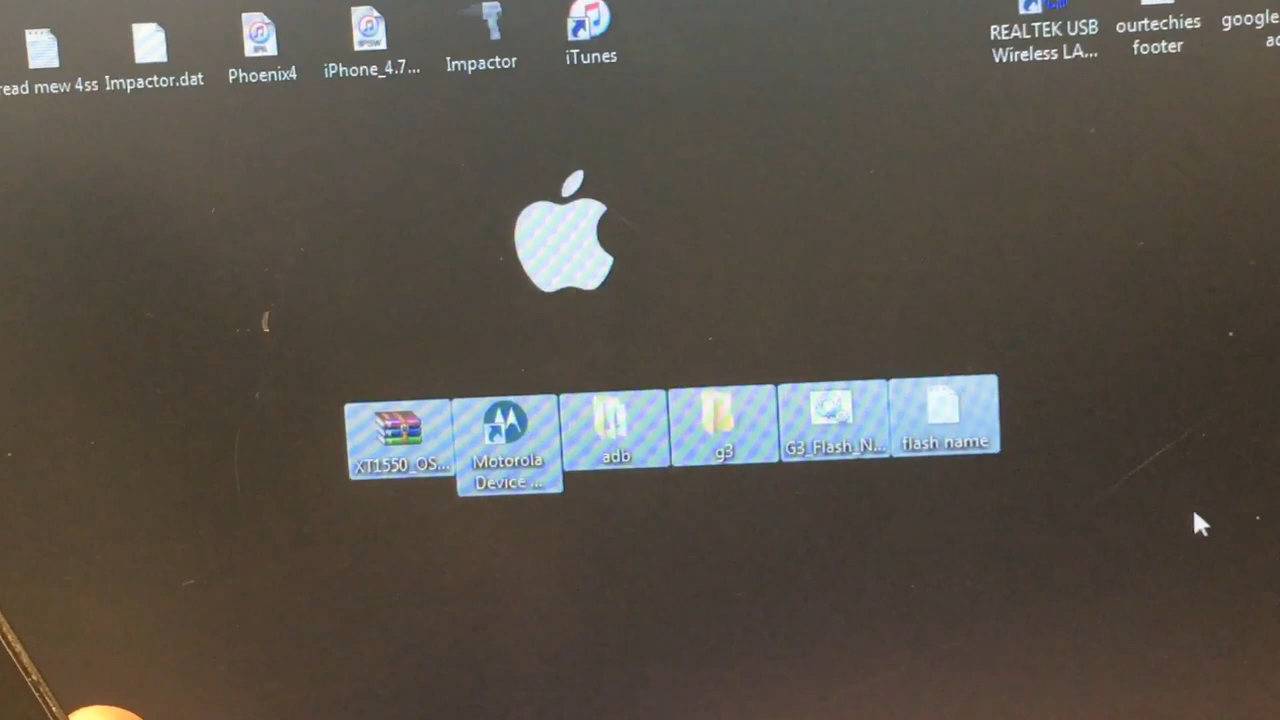 read mew 4ss
Impactor.dat
Phoenix4
iPhone_4.7...
Impactor
iTunes
REALTEK USB
Wireless LA...
ourtechies
footer
google
XT1550_OS...
Motorola
Device ...
adb
g3
G3_Flash_N...
flash name